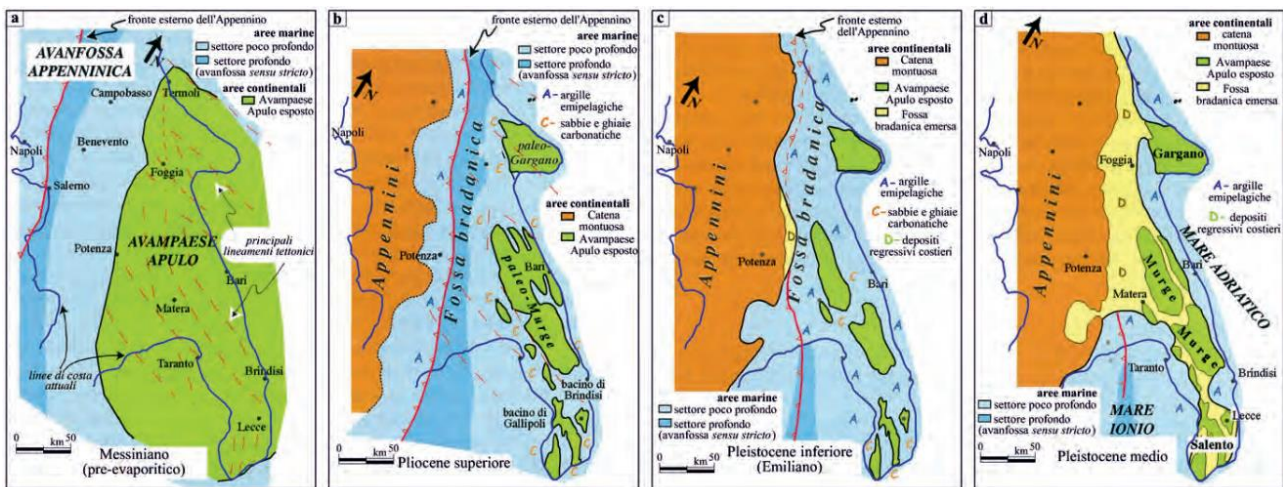 a
fronte esterno dell'Appennino
AVANFOSSA
APPENNINICA
N
aree marine
settore poco profondo
settore profondo
(avanfossa sensu stricto)
aree continentali
Avampaese
Apulo esposto
Termoli
Campobasso
Benevento
Napoli
Salerno
Foggia
AVAMPAESE
APULO
Potenza
principali
lineamenti tettonici
Bari
Matera
linee di costa
attuali
Taranto
Brindisi
Lecce
km 50
Messiniano
(pre-evaporitico)
b
fronte esterno dell'Appennino
N
aree marine
settore poco profondo
settore profondo
(avanfossa sensu stricto)
A- argille
emipelagiche
C- sabbie e ghiaie
carbonatiche
A
A
C
paleo-
Gargano
C
C
Napoli
Appennini
Fossa bradanica
aree continentali
Catena
montuosa
Avampaese
Apulo esposto
Potenza
Bari
paleo-Murge
A
A
C
C
bacino di
Brindisi
bacino di
Gallipoli
C
C
C
km 50
Pliocene superiore
c
fronte esterno
dell'Appennino
N
aree continentali
Catena
montuosa
Avampaese
Apulo esposto
Fossa
bradanica emersa
A
A
Napoli
Appennini
Fossa bradanica
A- argille
emipelagiche
C- sabbie e ghiaie
carbonatiche
D- depositi
regressivi costieri
D
Potenza
Bari
C
A
C
A
A
A
A
C
aree marine
settore poco profondo
settore profondo
(avanfossa sensu stricto)
km 50
Pleistocene inferiore
(Emiliano)
d
N
aree continentali
catena
montuosa
Avampaese
Apulo esposto
Fossa
bradanica emersa
D
Foggia
Gargano
Napoli
Appennini
A- argille
emipelagiche
D- depositi
regressivi costieri
D
MARE ADRIATICO
Potenza
D
Bari
Murge
Matera
Murge
A
Taranto
A
Brindisi
Lecce
aree marine
settore poco profondo
settore profondo
(avanfossa sensu stricto)
MARE
IONIO
Salento
km 50
Pleistocene medio